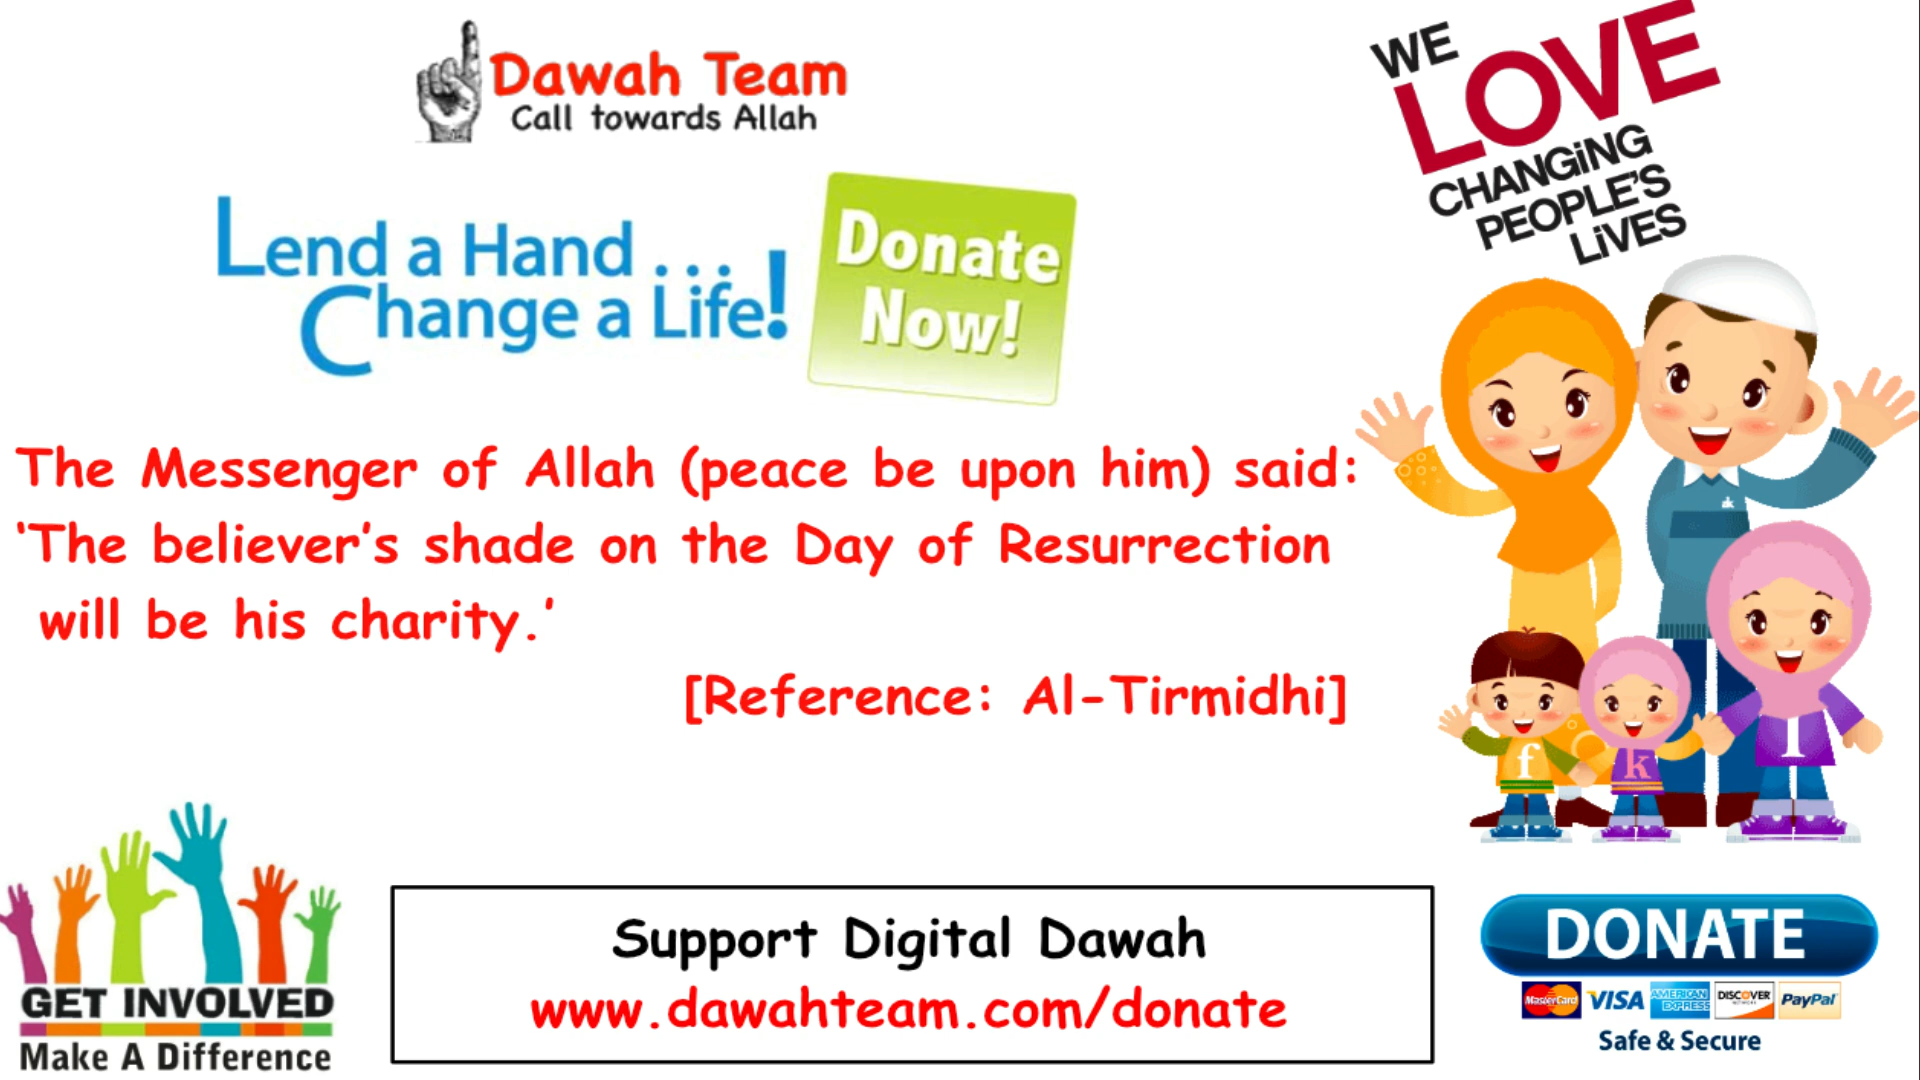 Dawah Team
Call towards Allah
WE
LOVE
CHANGiNG
PEOPLE'S
LiVES
Lend a Hand ...
Change a Life!
Donate
Now!
The Messenger of Allah (peace be upon him) said:
‘The believer’s shade on the Day of Resurrection
will be his charity.’
[Reference: Al-Tirmidhi]
f
k
l
GET INVOLVED
Make A Difference
Support Digital Dawah
www.dawahteam.com/donate
DONATE
MasterCard VISA AMERICAN EXPRESS DISCOVER NETWORK PayPal
Safe & Secure